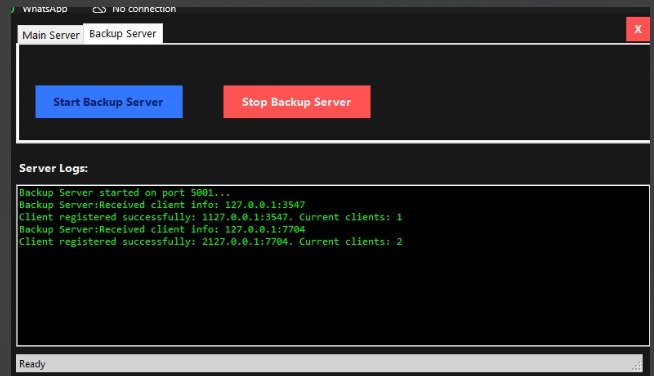 WhatsApp No connection
Main Server Backup Server X
Start Backup Server Stop Backup Server
Server Logs:
Backup Server started on port 5001...
Backup Server:Received client info: 127.0.0.1:3547
Client registered successfully: 1127.0.0.1:3547. Current clients: 1
Backup Server:Received client info: 127.0.0.1:7704
Client registered successfully: 2127.0.0.1:7704. Current clients: 2
Ready